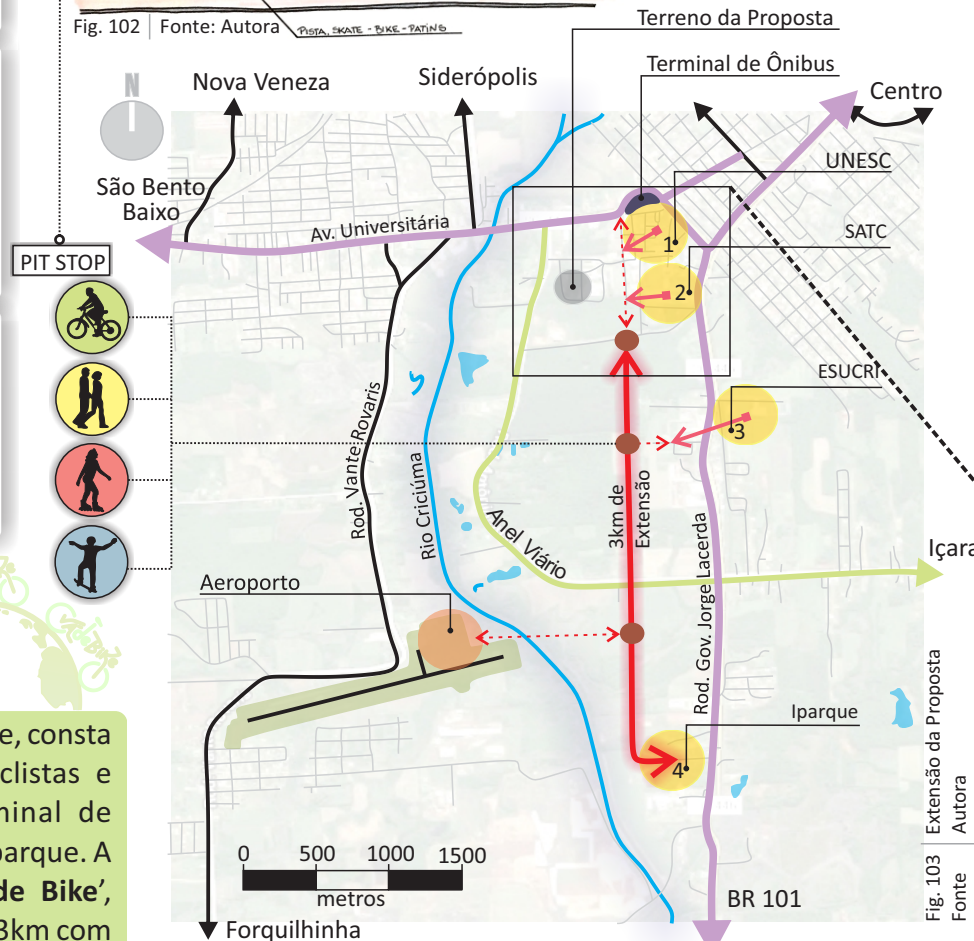 Fig. 102 | Fonte: Autora
PISTA, SKATE - BIKE - PATINS
Terreno da Proposta
Terminal de Ônibus
N
Nova Veneza
Siderópolis
Centro
UNESC
São Bento
Baixo
Av. Universitária
SATC
PIT STOP
1
2
ESUCRI
3
Rod. Vante Rovaris
Rio Criciúma
3km de
Extensão
Anel Viário
Rod. Gov. Jorge Lacerda
Içara
Aeroporto
Iparque
4
0 500 1000 1500
metros
BR 101
Forquilhinha
Extensão da Proposta
Autora
Fig. 103
Fonte
e, consta
clistas e
minal de
parque. A
de Bike’,
3km com